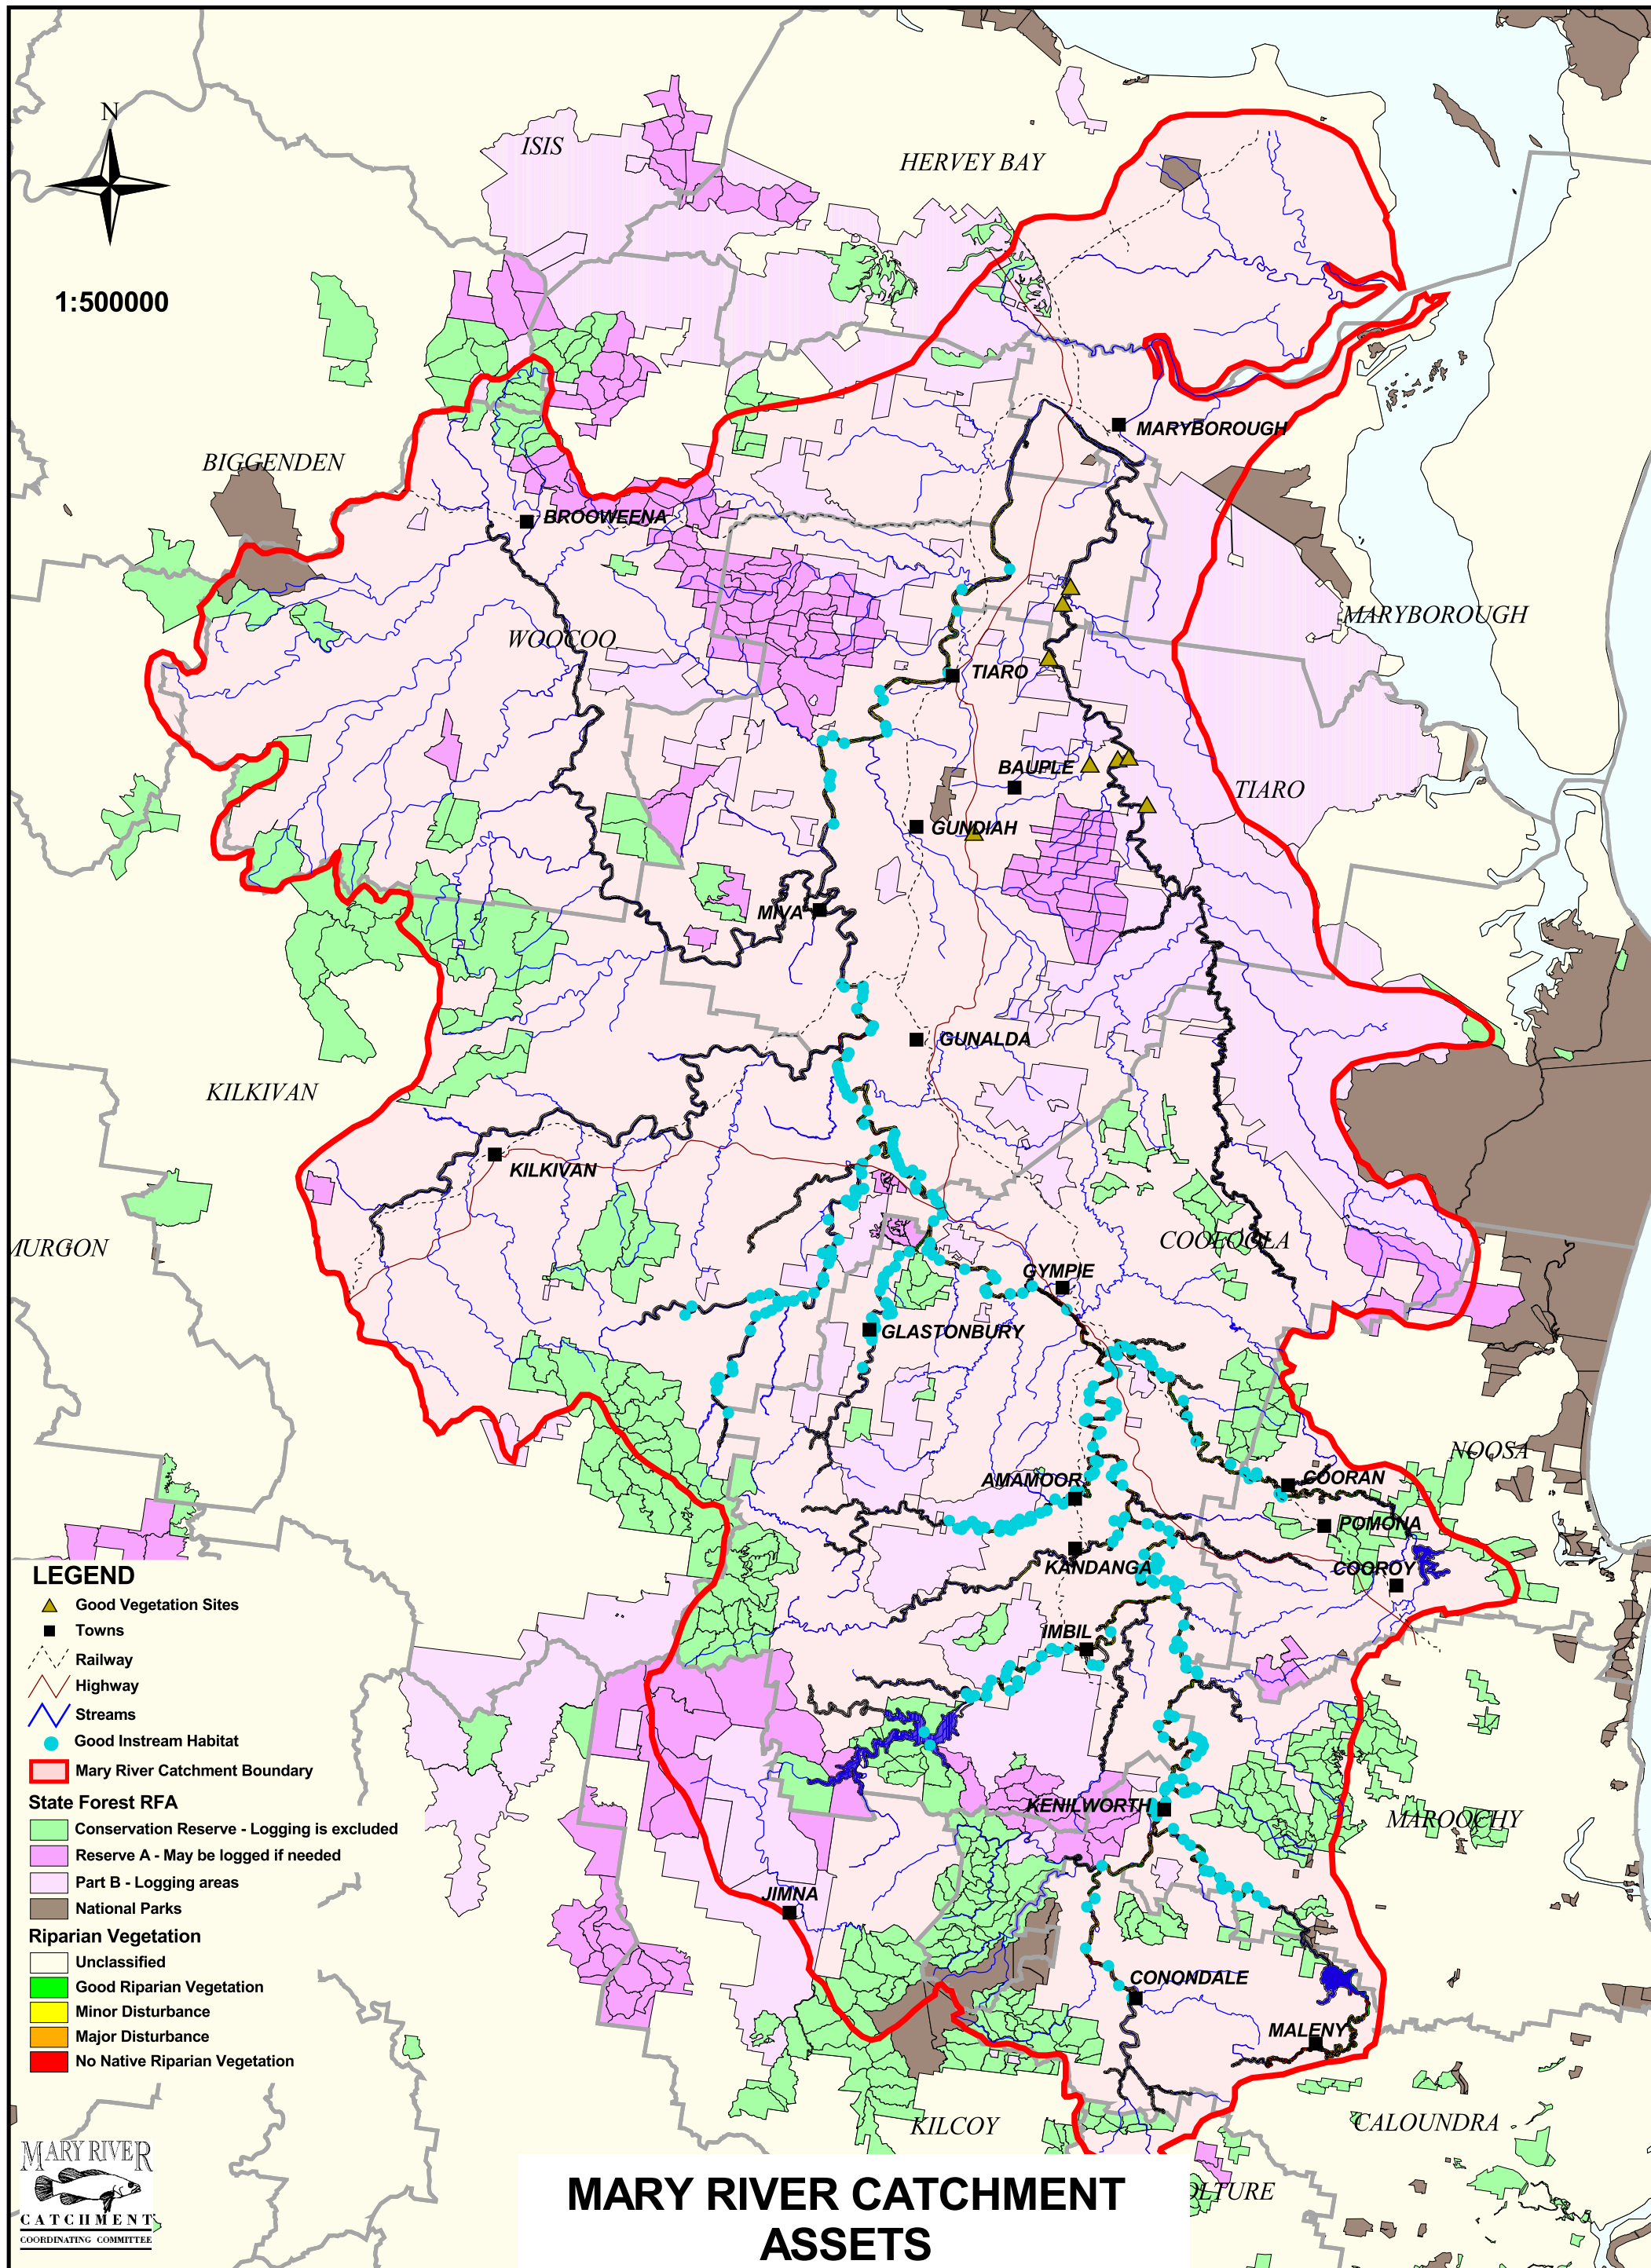 N
1:500000
ISIS
HERVEY BAY
MARYBOROUGH
BIGGENDEN
BROOWEENA
MARYBOROUGH
WOOCOO
TIARO
BAUPLE
TIARO
GUNDIAH
MIVA
GUNALDA
KILKIVAN
KILKIVAN
MURGON
COOLOOLA
GYMPIE
GLASTONBURY
NOOSA
AMAMOOR
COORAN
POMONA
KANDANGA
COOROY
IMBIL
KENILWORTH
MAROOCHY
JIMNA
CONONDALE
MALENY
KILCOY
CALOUNDRA
OLTURE
LEGEND
Good Vegetation Sites
Towns
Railway
Highway
Streams
Good Instream Habitat
Mary River Catchment Boundary
State Forest RFA
Conservation Reserve - Logging is excluded
Reserve A - May be logged if needed
Part B - Logging areas
National Parks
Riparian Vegetation
Unclassified
Good Riparian Vegetation
Minor Disturbance
Major Disturbance
No Native Riparian Vegetation
MARY RIVER
CATCHMENT
COORDINATING COMMITTEE
MARY RIVER CATCHMENT
ASSETS